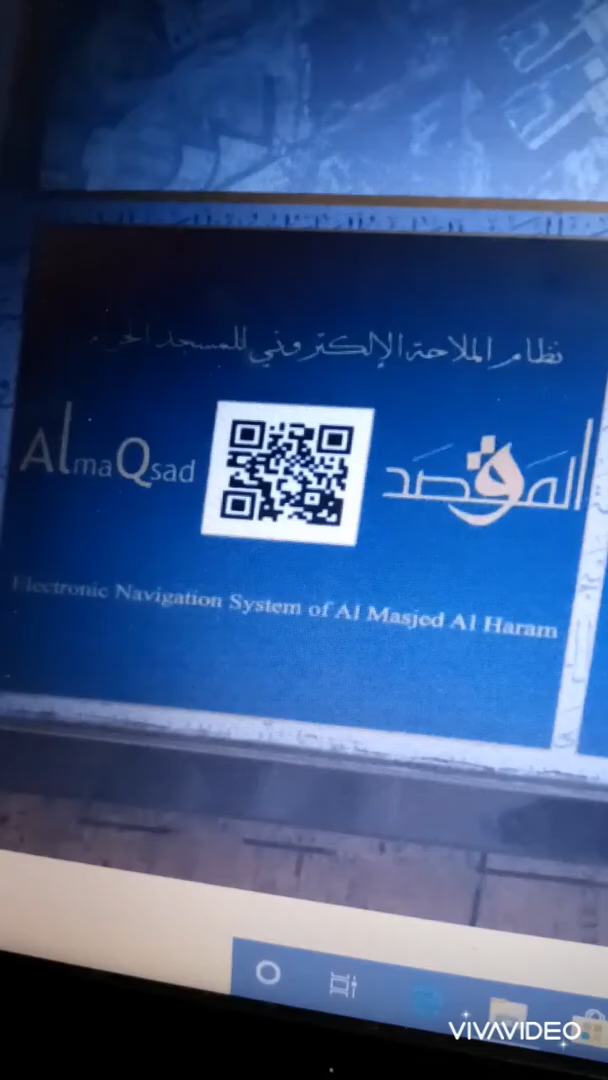 نظام الملاحة الإلكتروني للمسجد الحرام
AlmaQsad
المقصد
Electronic Navigation System of Al Masjed Al Haram
VIVAVIDEO